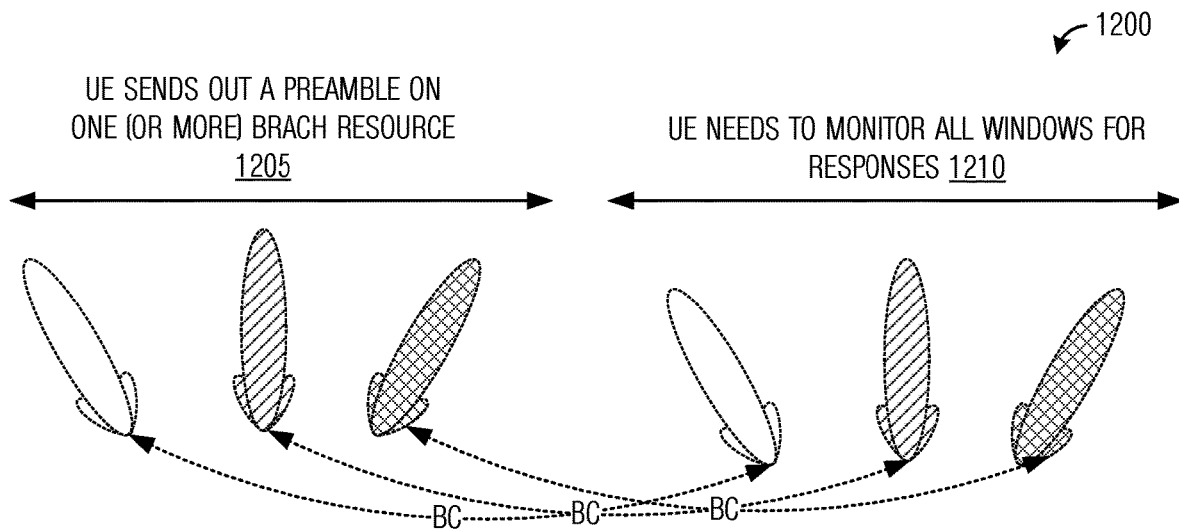 1200
UE SENDS OUT A PREAMBLE ON
ONE (OR MORE) BRACH RESOURCE
1205
UE NEEDS TO MONITOR ALL WINDOWS FOR
RESPONSES 1210
BC
BC
BC